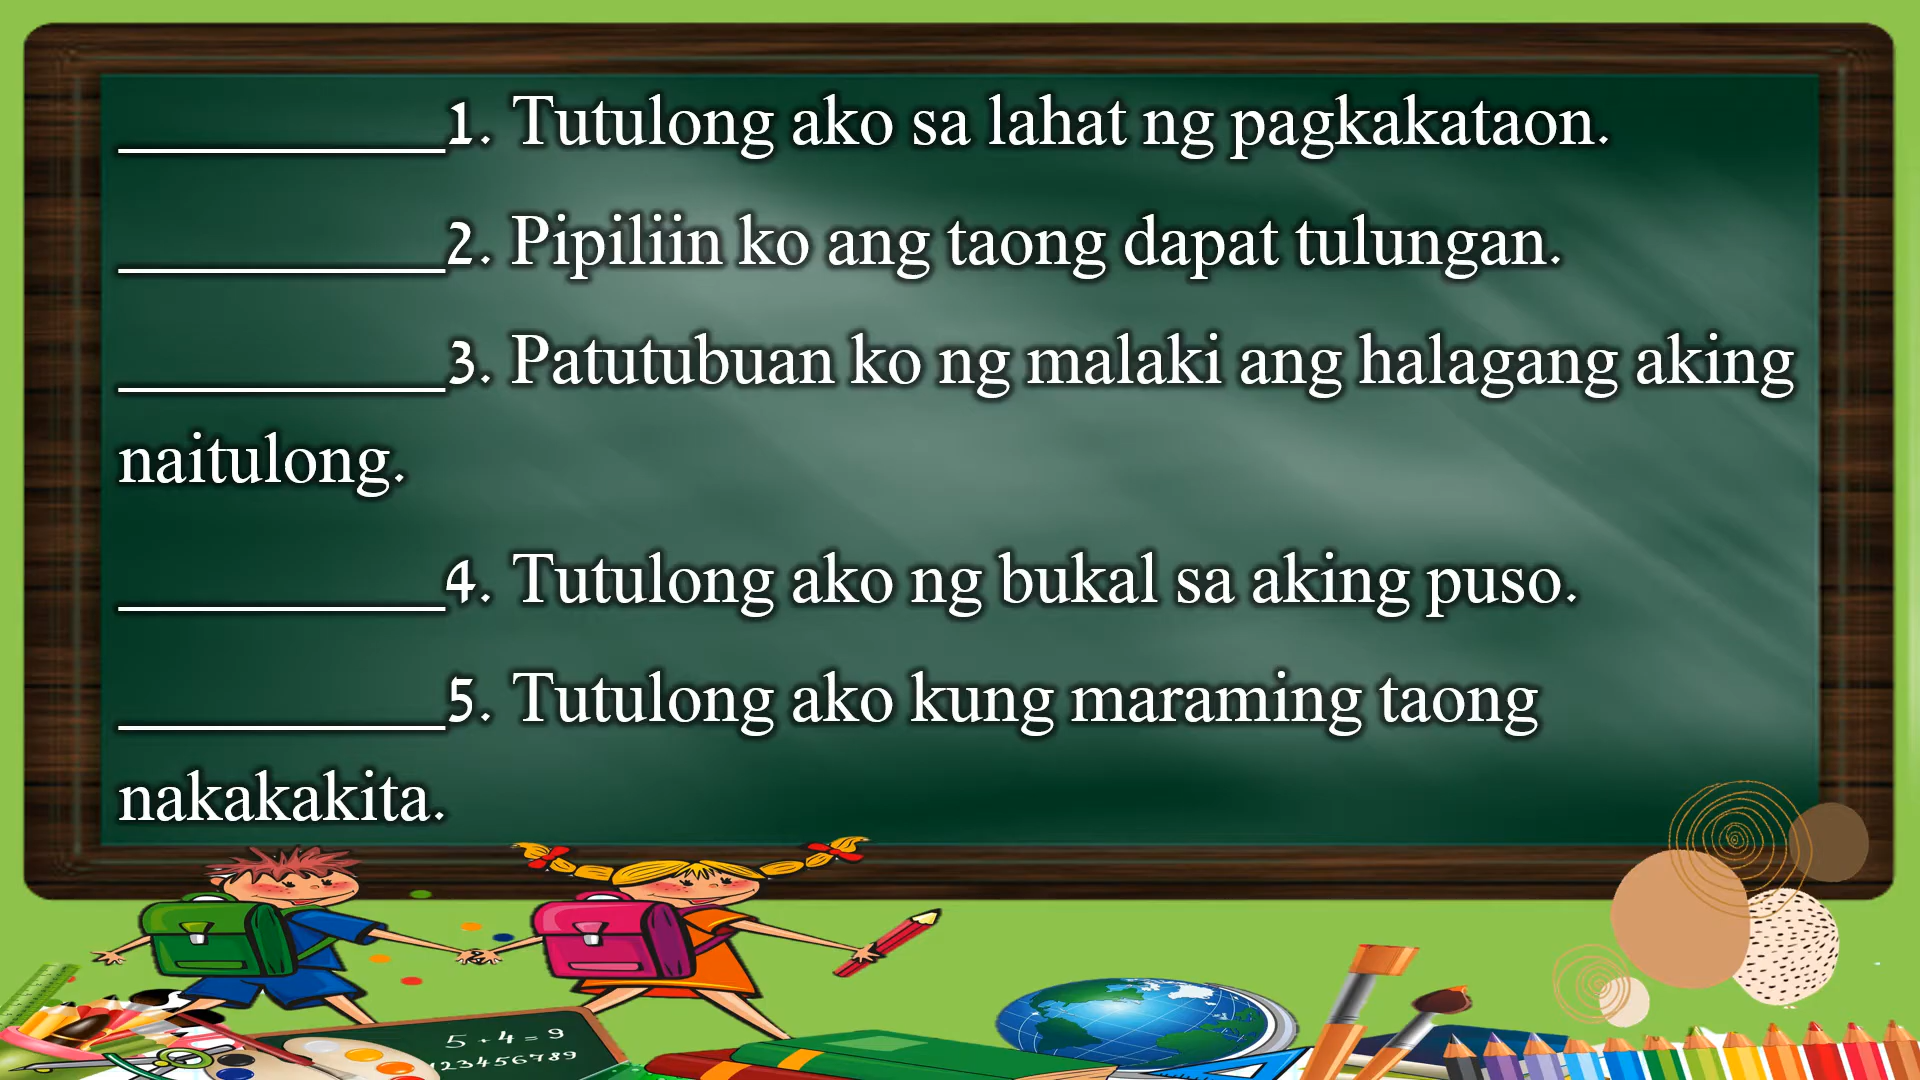 __________1. Tutulong ako sa lahat ng pagkakataon.
__________2. Pipiliin ko ang taong dapat tulungan.
__________3. Patutubuan ko ng malaki ang halagang aking
naitulong.
__________4. Tutulong ako ng bukal sa aking puso.
__________5. Tutulong ako kung maraming taong
nakakakita.
5 + 4 = 9
123456789